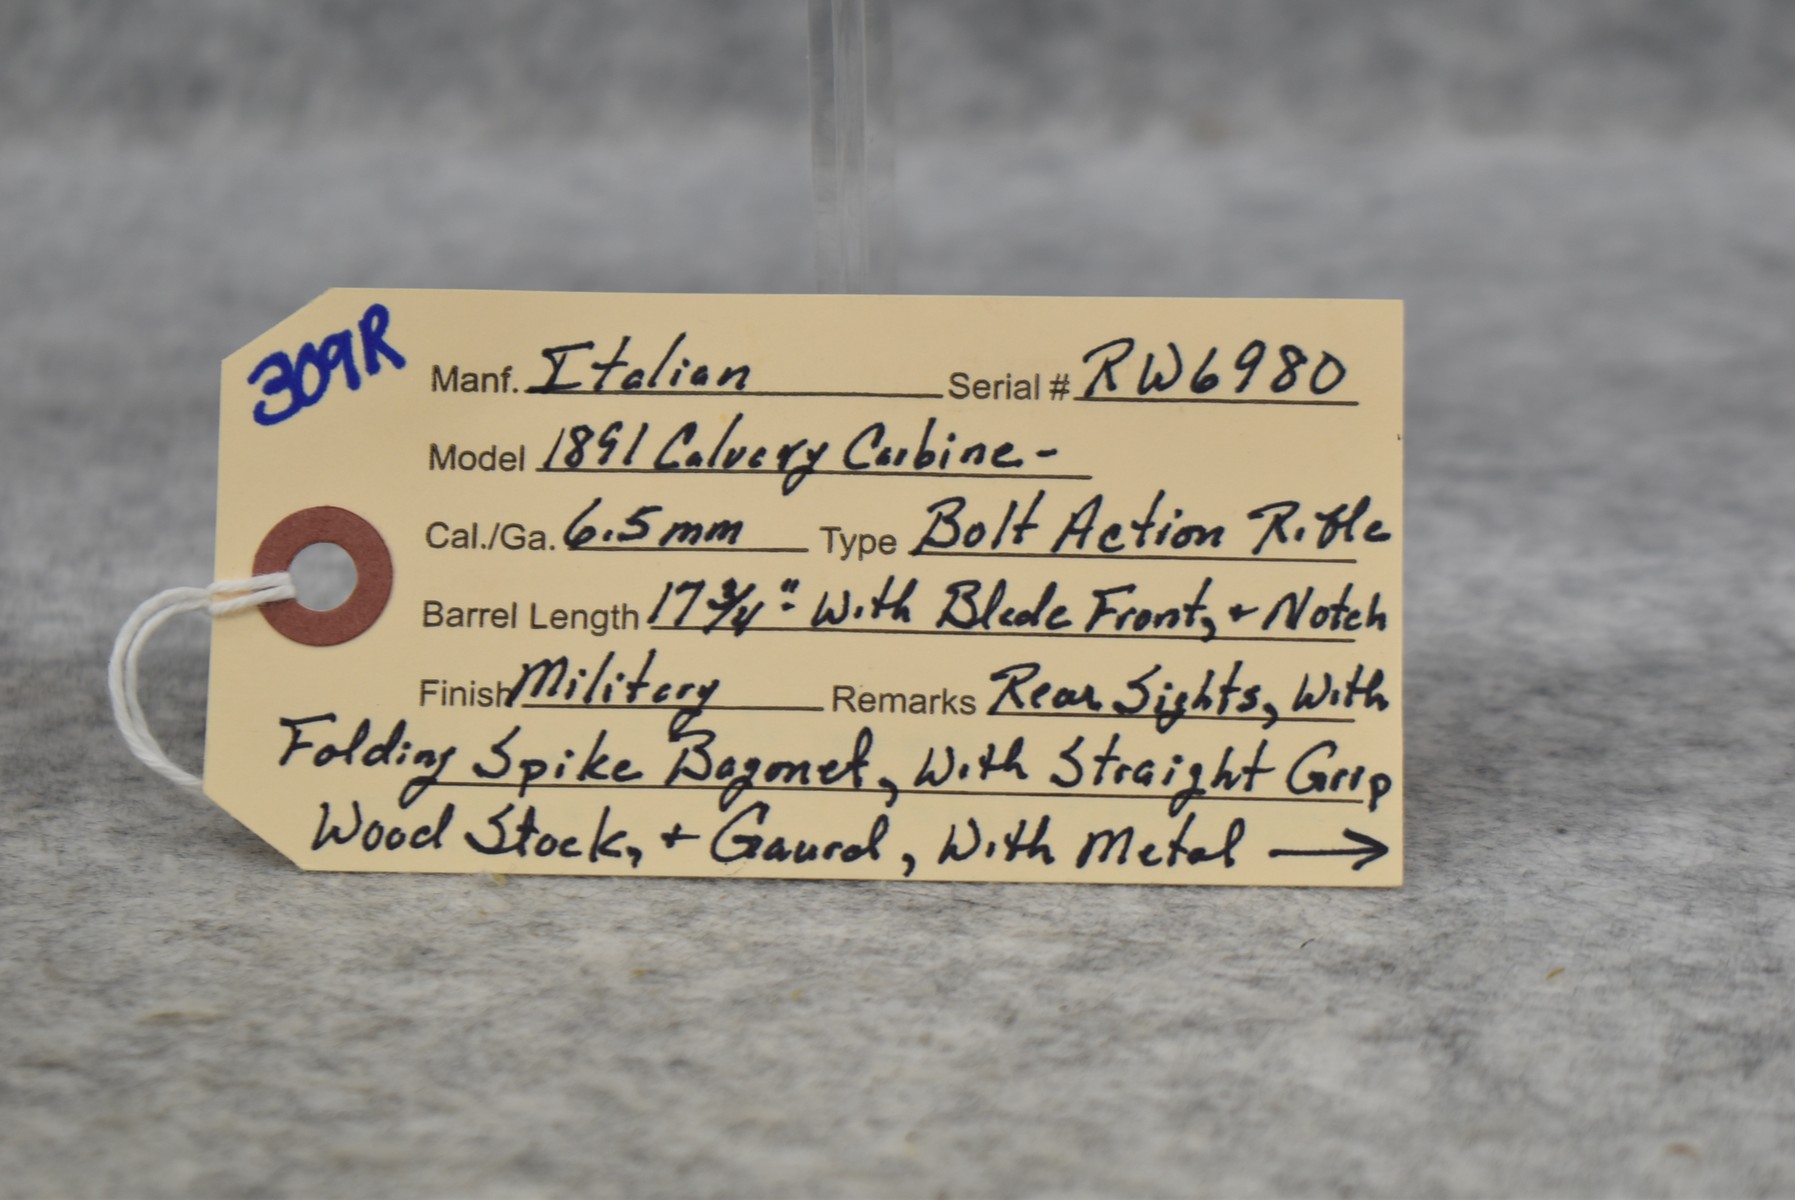 309R
Manf. Italian Serial # RW6980
Model 1891 Calvary Carbine -
Cal./Ga. 6.5mm Type Bolt Action Rifle
Barrel Length 17 3/4" With Blade Front, + Notch
Finish Military Remarks Rear Sights, With
Folding Spike Bayonet, With Straight Grip
Wood Stock, + Gaurd, With Metal →